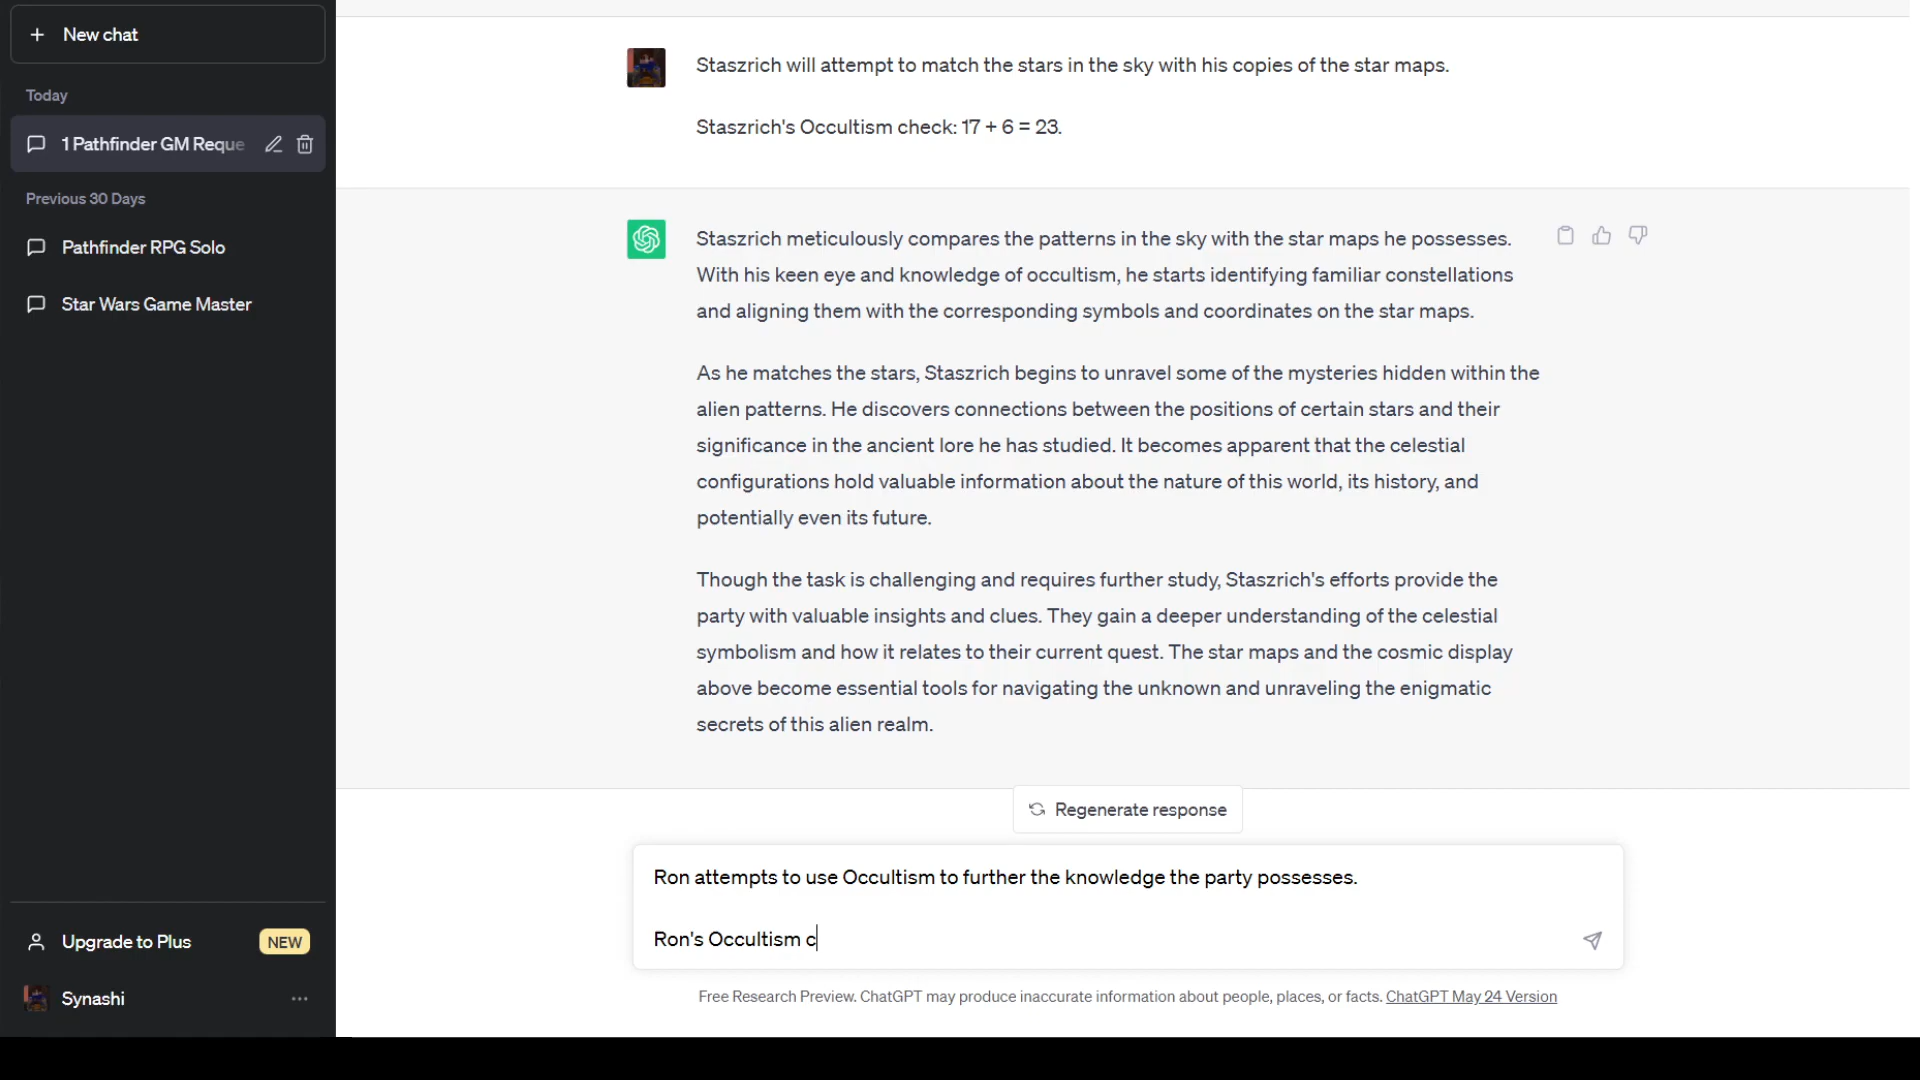 New chat
Today
1 Pathfinder GM Reque
Previous 30 Days
Pathfinder RPG Solo
Star Wars Game Master
Upgrade to Plus
NEW
Synashi
Staszrich will attempt to match the stars in the sky with his copies of the star maps.
Staszrich's Occultism check: 17 + 6 = 23.
Staszrich meticulously compares the patterns in the sky with the star maps he possesses.
With his keen eye and knowledge of occultism, he starts identifying familiar constellations
and aligning them with the corresponding symbols and coordinates on the star maps.
As he matches the stars, Staszrich begins to unravel some of the mysteries hidden within the
alien patterns. He discovers connections between the positions of certain stars and their
significance in the ancient lore he has studied. It becomes apparent that the celestial
configurations hold valuable information about the nature of this world, its history, and
potentially even its future.
Though the task is challenging and requires further study, Staszrich's efforts provide the
party with valuable insights and clues. They gain a deeper understanding of the celestial
symbolism and how it relates to their current quest. The star maps and the cosmic display
above become essential tools for navigating the unknown and unraveling the enigmatic
secrets of this alien realm.
Regenerate response
Ron attempts to use Occultism to further the knowledge the party possesses.
Ron's Occultism c
Free Research Preview. ChatGPT may produce inaccurate information about people, places, or facts. ChatGPT May 24 Version